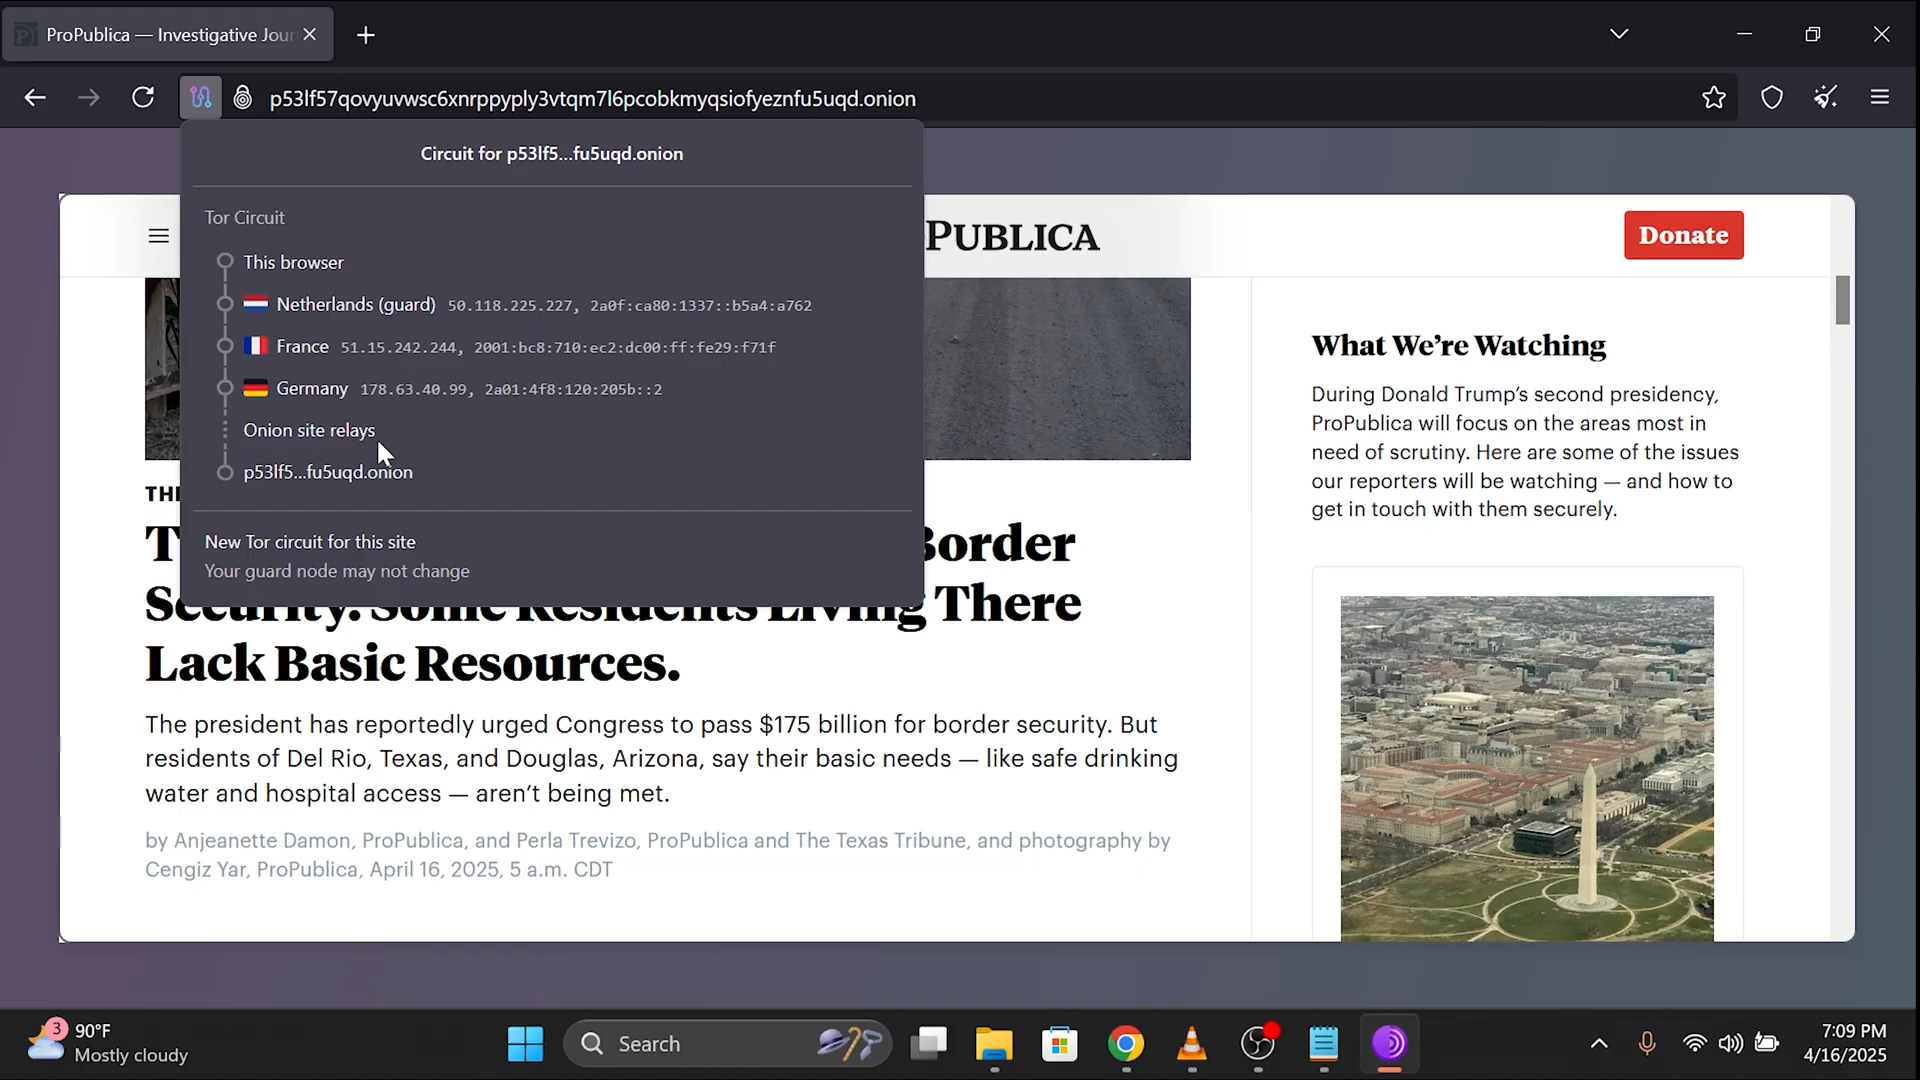 ProPublica — Investigative Jour
p53lf57qovyuvwsc6xnrppyply3vtqm7l6pcobkmyqsiofyeznfu5uqd.onion
Circuit for p53lf5...fu5uqd.onion
Tor Circuit
This browser
Netherlands (guard) 50.118.225.227, 2a0f:ca80:1337::b5a4:a762
France 51.15.242.244, 2001:bc8:710:ec2:dc00:ff:fe29:f71f
Germany 178.63.40.99, 2a01:4f8:120:205b::2
Onion site relays
p53lf5...fu5uqd.onion
New Tor circuit for this site
Your guard node may not change
PUBLICA
Donate
TH
T Border
Security. Some Residents Living There
Lack Basic Resources.
The president has reportedly urged Congress to pass $175 billion for border security. But
residents of Del Rio, Texas, and Douglas, Arizona, say their basic needs — like safe drinking
water and hospital access — aren’t being met.
by Anjeanette Damon, ProPublica, and Perla Trevizo, ProPublica and The Texas Tribune, and photography by
Cengiz Yar, ProPublica, April 16, 2025, 5 a.m. CDT
What We’re Watching
During Donald Trump’s second presidency,
ProPublica will focus on the areas most in
need of scrutiny. Here are some of the issues
our reporters will be watching — and how to
get in touch with them securely.
3
90°F
Mostly cloudy
Search
7:09 PM
4/16/2025